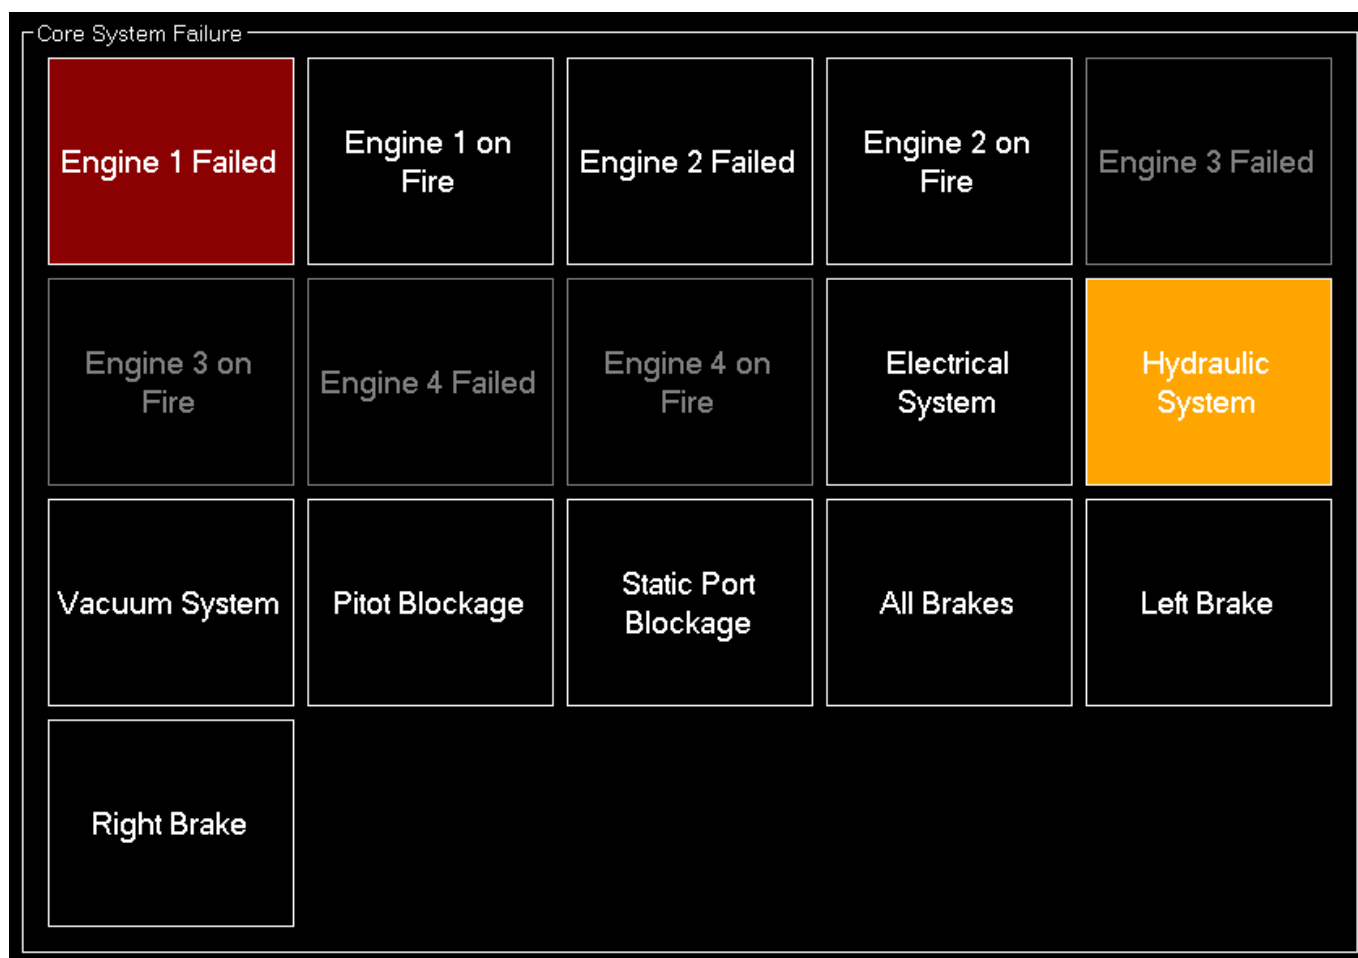 Core System Failure
Engine 1 Failed
Engine 1 on
Fire
Engine 2 Failed
Engine 2 on
Fire
Engine 3 Failed
Engine 3 on
Fire
Engine 4 Failed
Engine 4 on
Fire
Electrical
System
Hydraulic
System
Vacuum System
Pitot Blockage
Static Port
Blockage
All Brakes
Left Brake
Right Brake